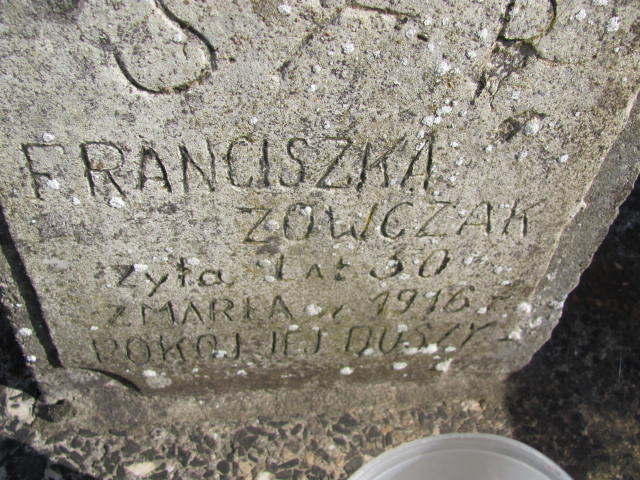 Ś P
FRANCISZKA
ZOWCZAK
żyła lat 30
ZMARŁA w 1916 r
POKÓJ JEJ DUSZY